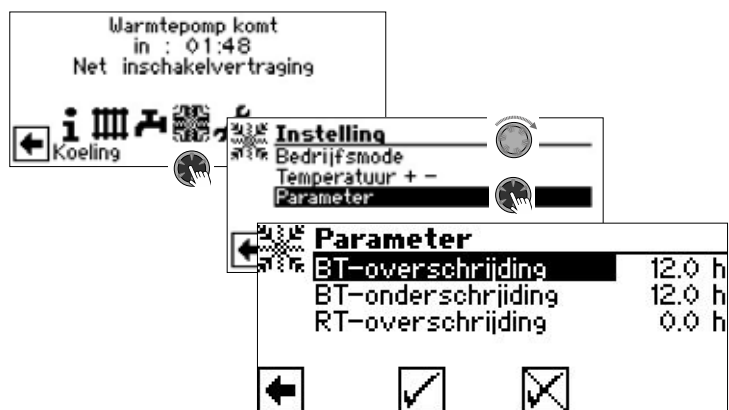 Warmtepomp komt
in : 01:48
Net inschakelvertraging
Koeling
Instelling
Bedrijfsmode
Temperatuur + -
Parameter
Parameter
BT-overschrijding 12.0 h
BT-onderschrijding 12.0 h
RT-overschrijding 0.0 h